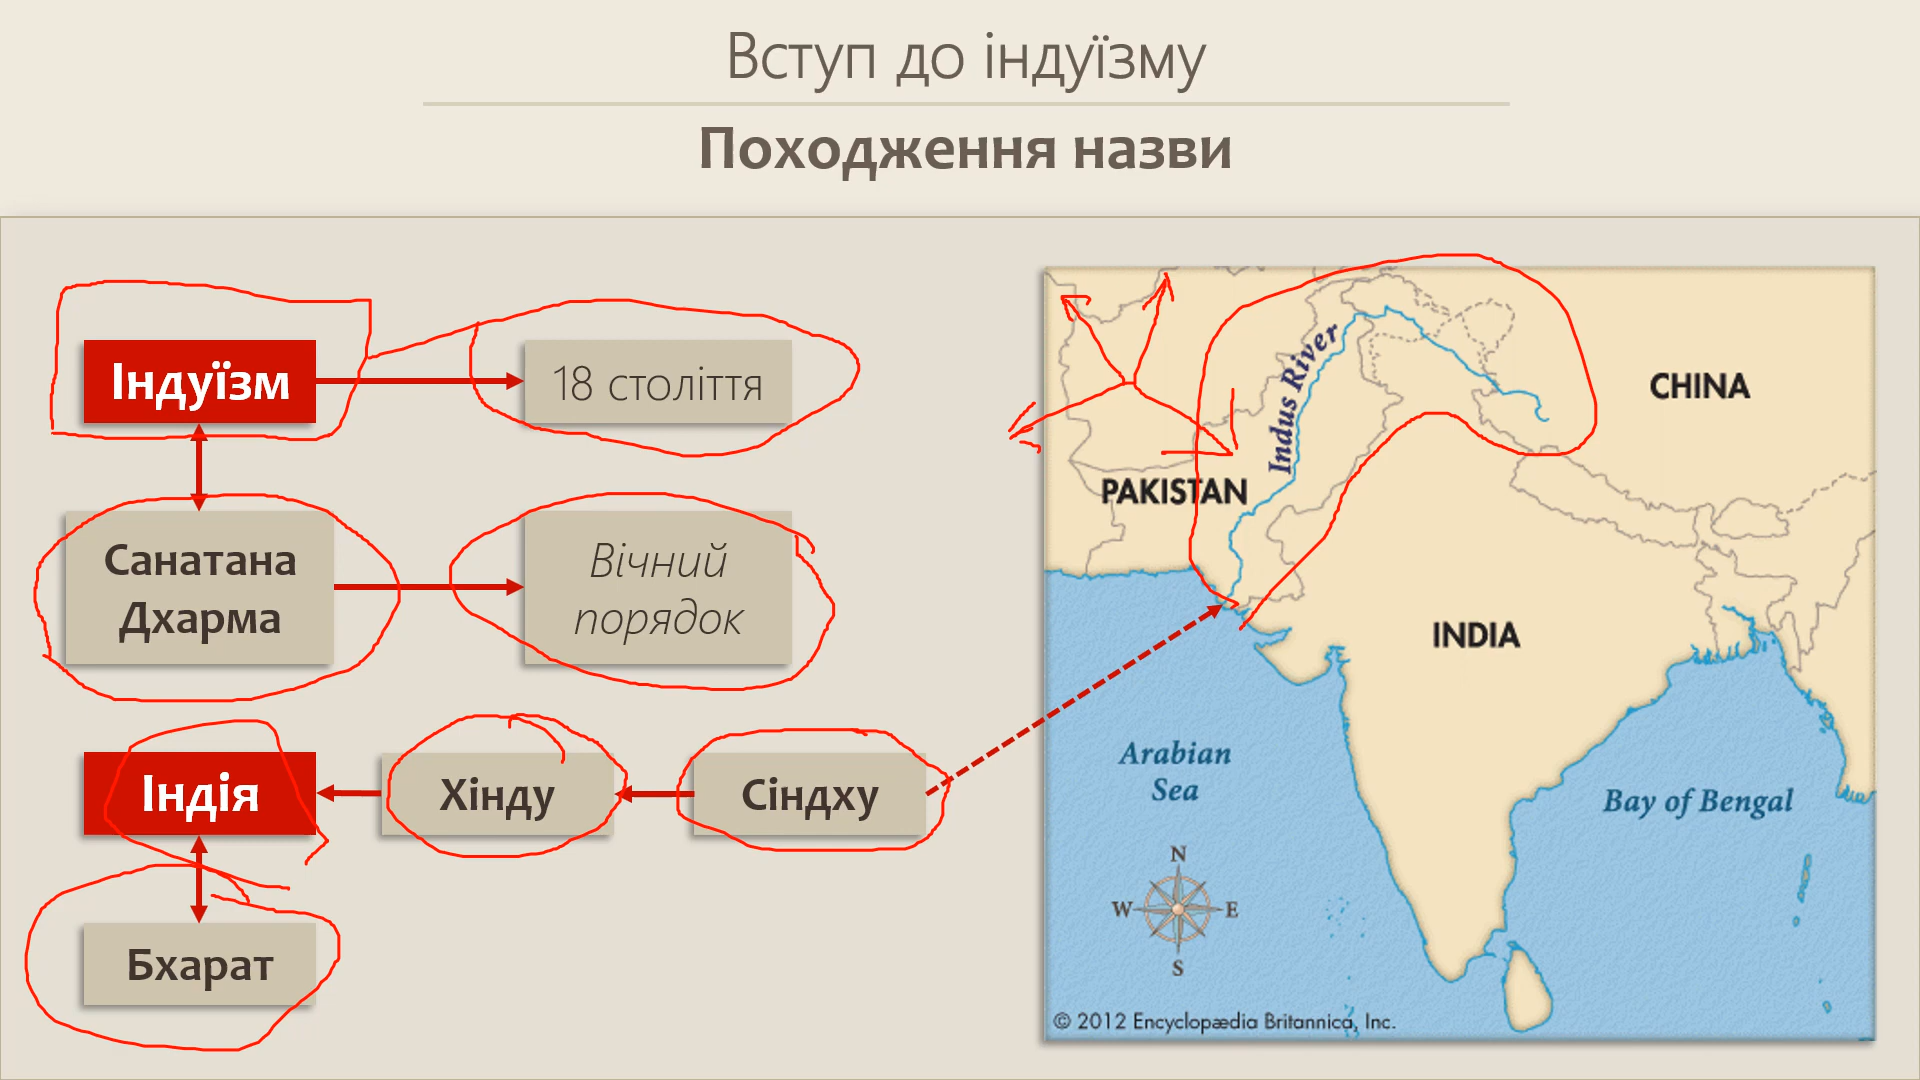 Вступ до індуїзму
Походження назви
Індуїзм
18 століття
Санатана
Дхарма
Вічний
порядок
Індія
Хінду
Сіндху
Бхарат
Indus River
CHINA
PAKISTAN
INDIA
Arabian
Sea
Bay of Bengal
N
W
E
S
© 2012 Encyclopædia Britannica, Inc.